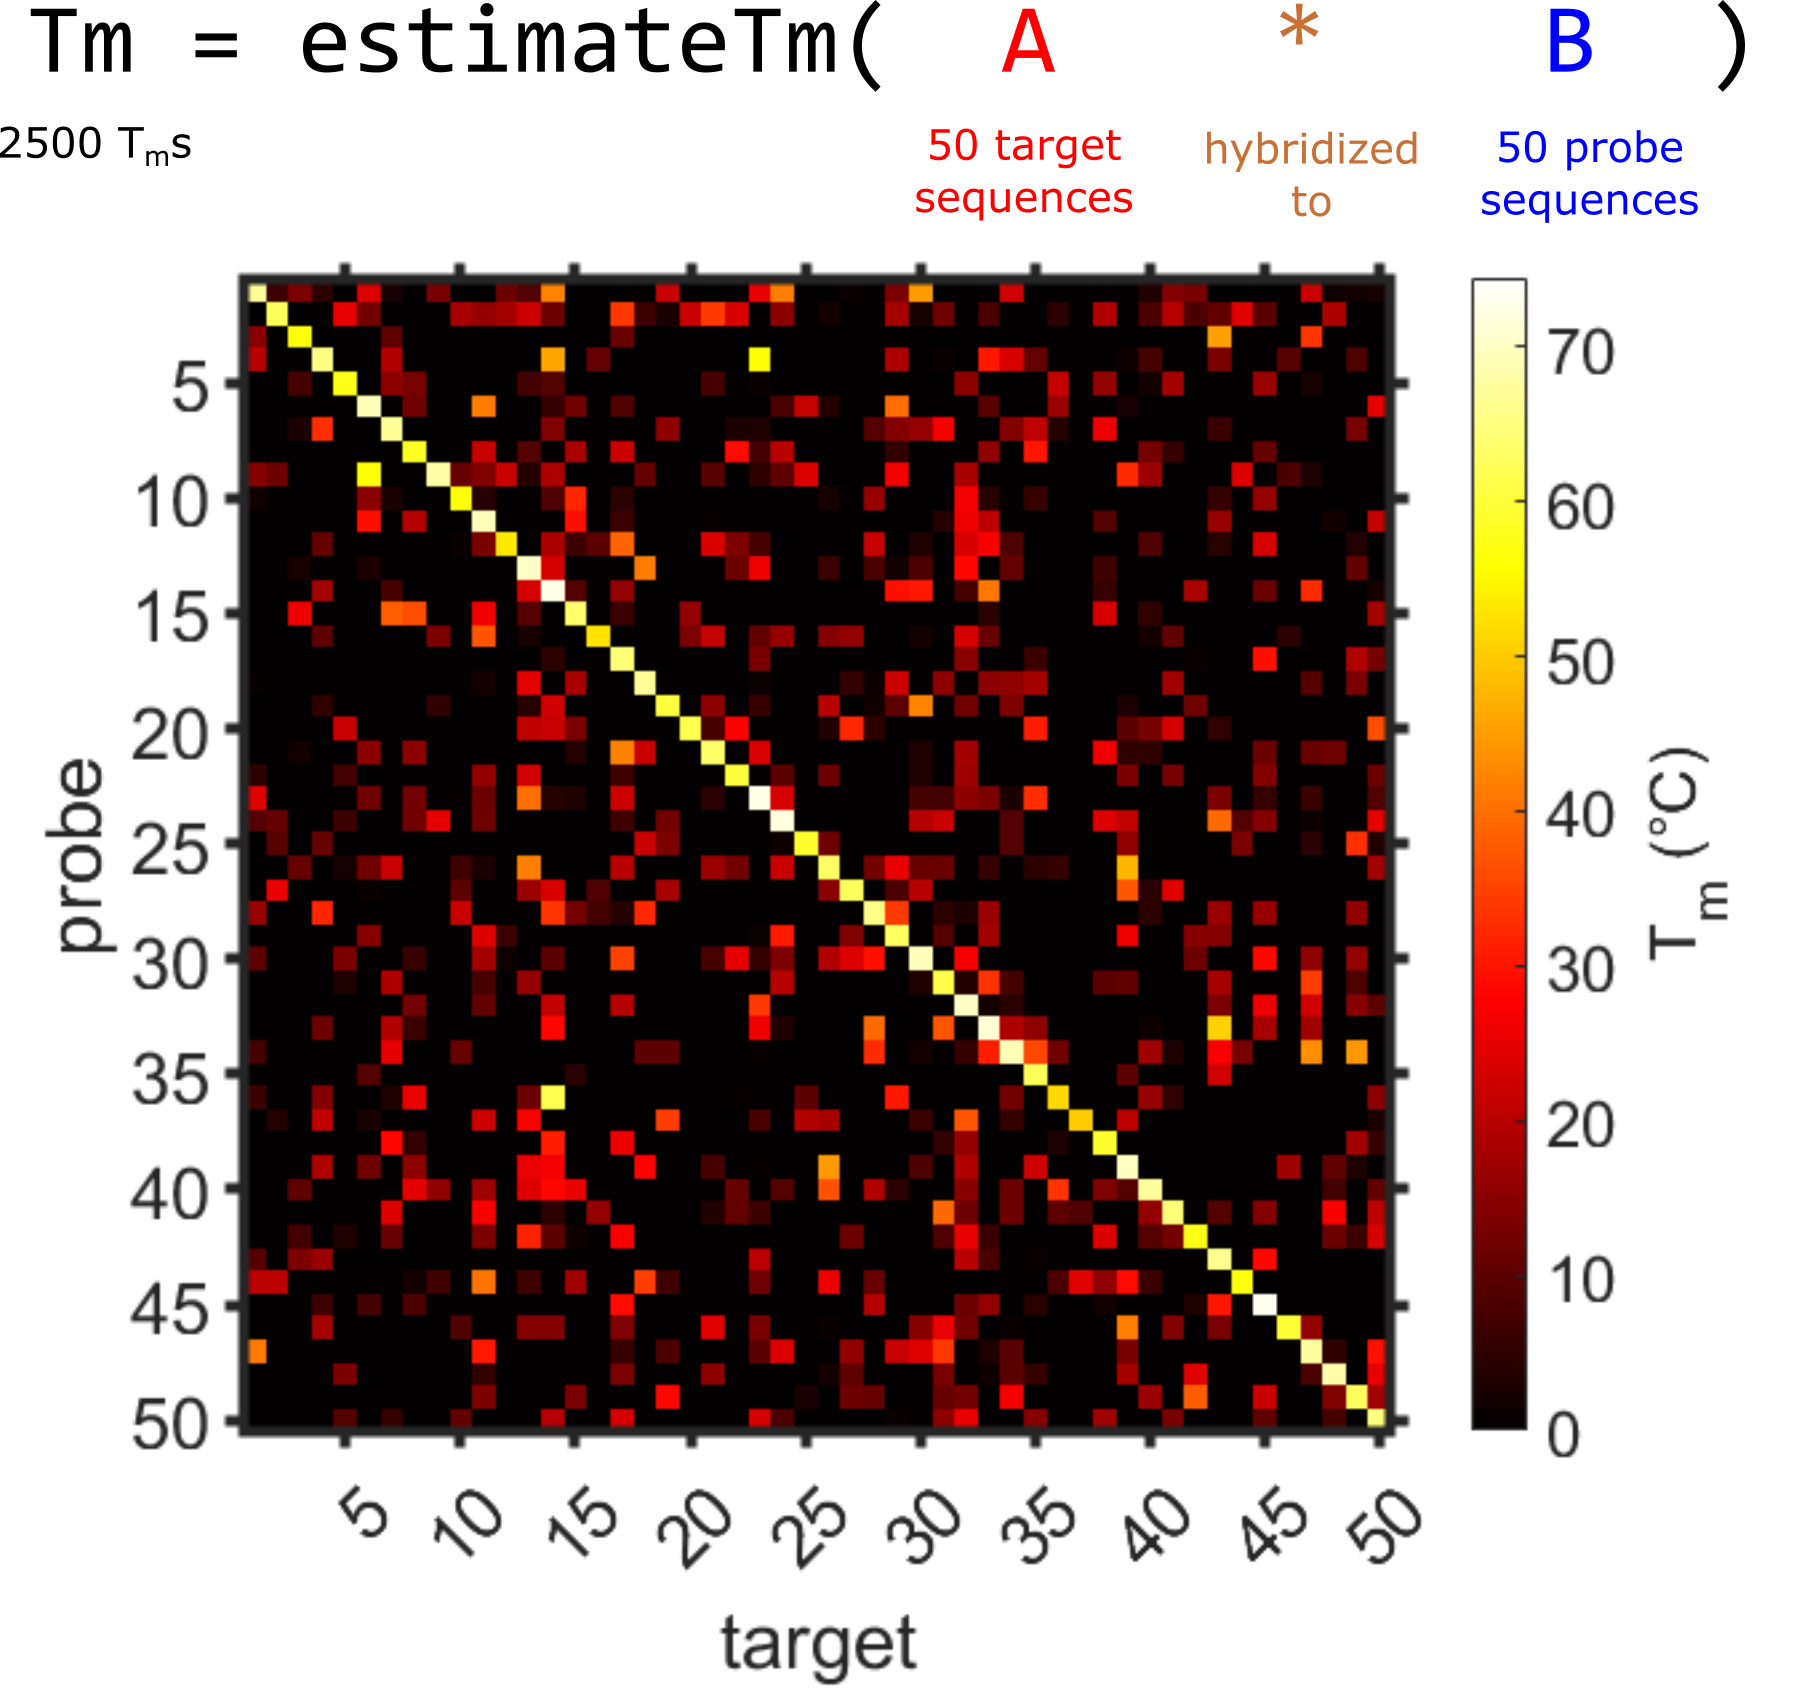 Tm = estimateTm( A * B )
2500 Tms
50 target sequences
hybridized to
50 probe sequences
5
10
15
20
25
30
35
40
45
50
probe
5 10 15 20 25 30 35 40 45 50
target
70
60
50
40
30
20
10
0
Tm (°C)